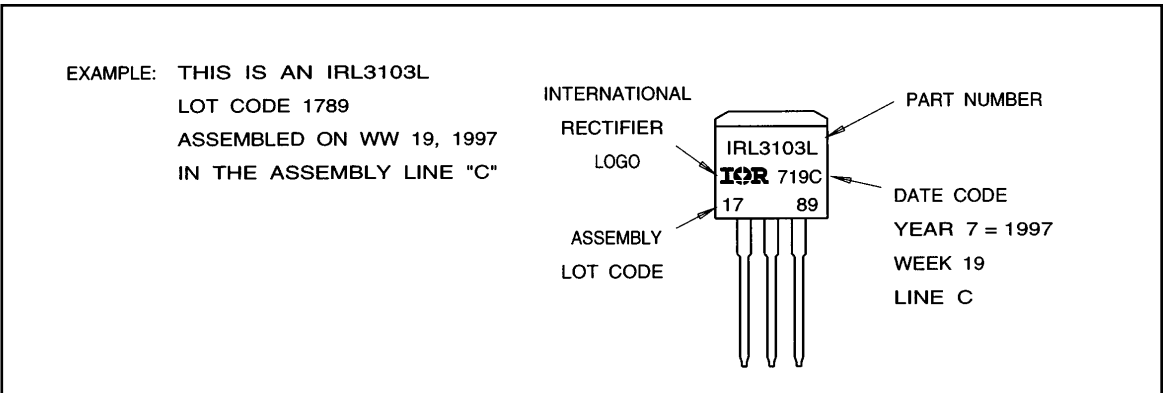 EXAMPLE: THIS IS AN IRL3103L
LOT CODE 1789
ASSEMBLED ON WW 19, 1997
IN THE ASSEMBLY LINE "C"
INTERNATIONAL
RECTIFIER
LOGO
ASSEMBLY
LOT CODE
IRL3103L
IOR 719C
17 89
PART NUMBER
DATE CODE
YEAR 7 = 1997
WEEK 19
LINE C